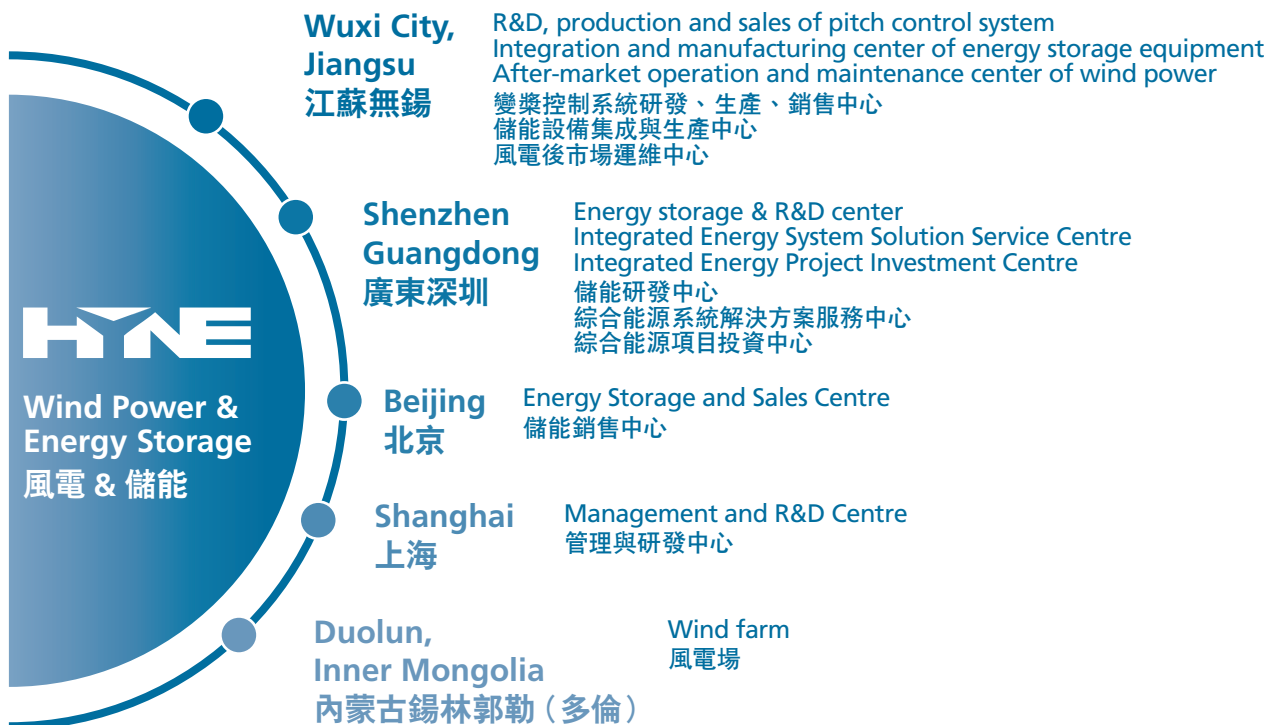 HYNE
Wind Power &
Energy Storage
風電 & 儲能
Wuxi City,
Jiangsu
江蘇無錫
R&D, production and sales of pitch control system
Integration and manufacturing center of energy storage equipment
After-market operation and maintenance center of wind power
變槳控制系統研發、生產、銷售中心
儲能設備集成與生產中心
風電後市場運維中心
Shenzhen
Guangdong
廣東深圳
Energy storage & R&D center
Integrated Energy System Solution Service Centre
Integrated Energy Project Investment Centre
儲能研發中心
綜合能源系統解決方案服務中心
綜合能源項目投資中心
Beijing
北京
Energy Storage and Sales Centre
儲能銷售中心
Shanghai
上海
Management and R&D Centre
管理與研發中心
Duolun,
Inner Mongolia
內蒙古錫林郭勒（多倫）
Wind farm
風電場